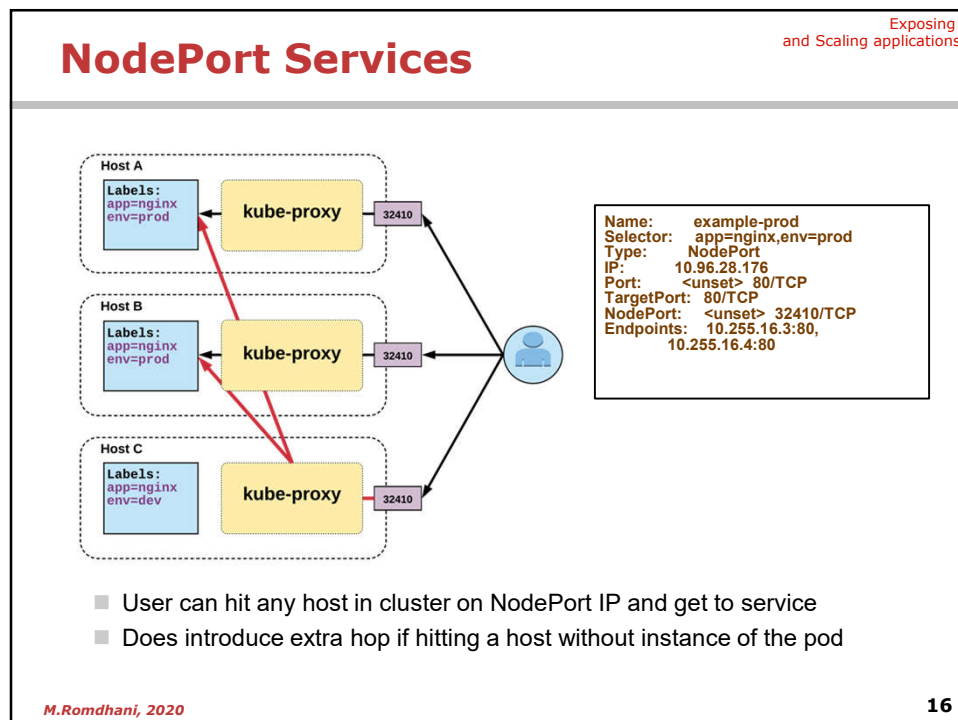 Exposing
and Scaling applications
NodePort Services
Host A
Labels:
app=nginx
env=prod
kube-proxy
32410
Host B
Labels:
app=nginx
env=prod
kube-proxy
32410
Host C
Labels:
app=nginx
env=dev
kube-proxy
32410
Name: example-prod
Selector: app=nginx,env=prod
Type: NodePort
IP: 10.96.28.176
Port: <unset> 80/TCP
TargetPort: 80/TCP
NodePort: <unset> 32410/TCP
Endpoints: 10.255.16.3:80,
10.255.16.4:80
User can hit any host in cluster on NodePort IP and get to service
Does introduce extra hop if hitting a host without instance of the pod
M.Romdhani, 2020
16